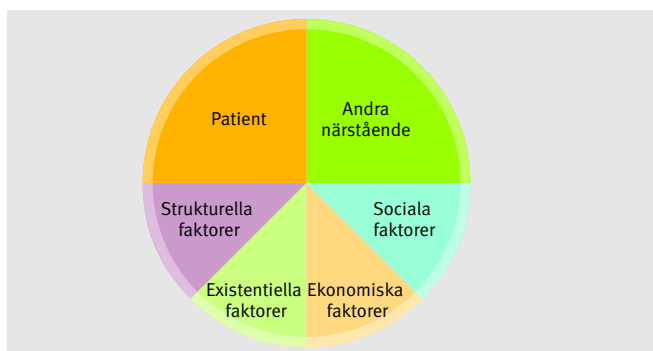 Patient
Andra
närstående
Strukturella
faktorer
Sociala
faktorer
Existentiella
faktorer
Ekonomiska
faktorer